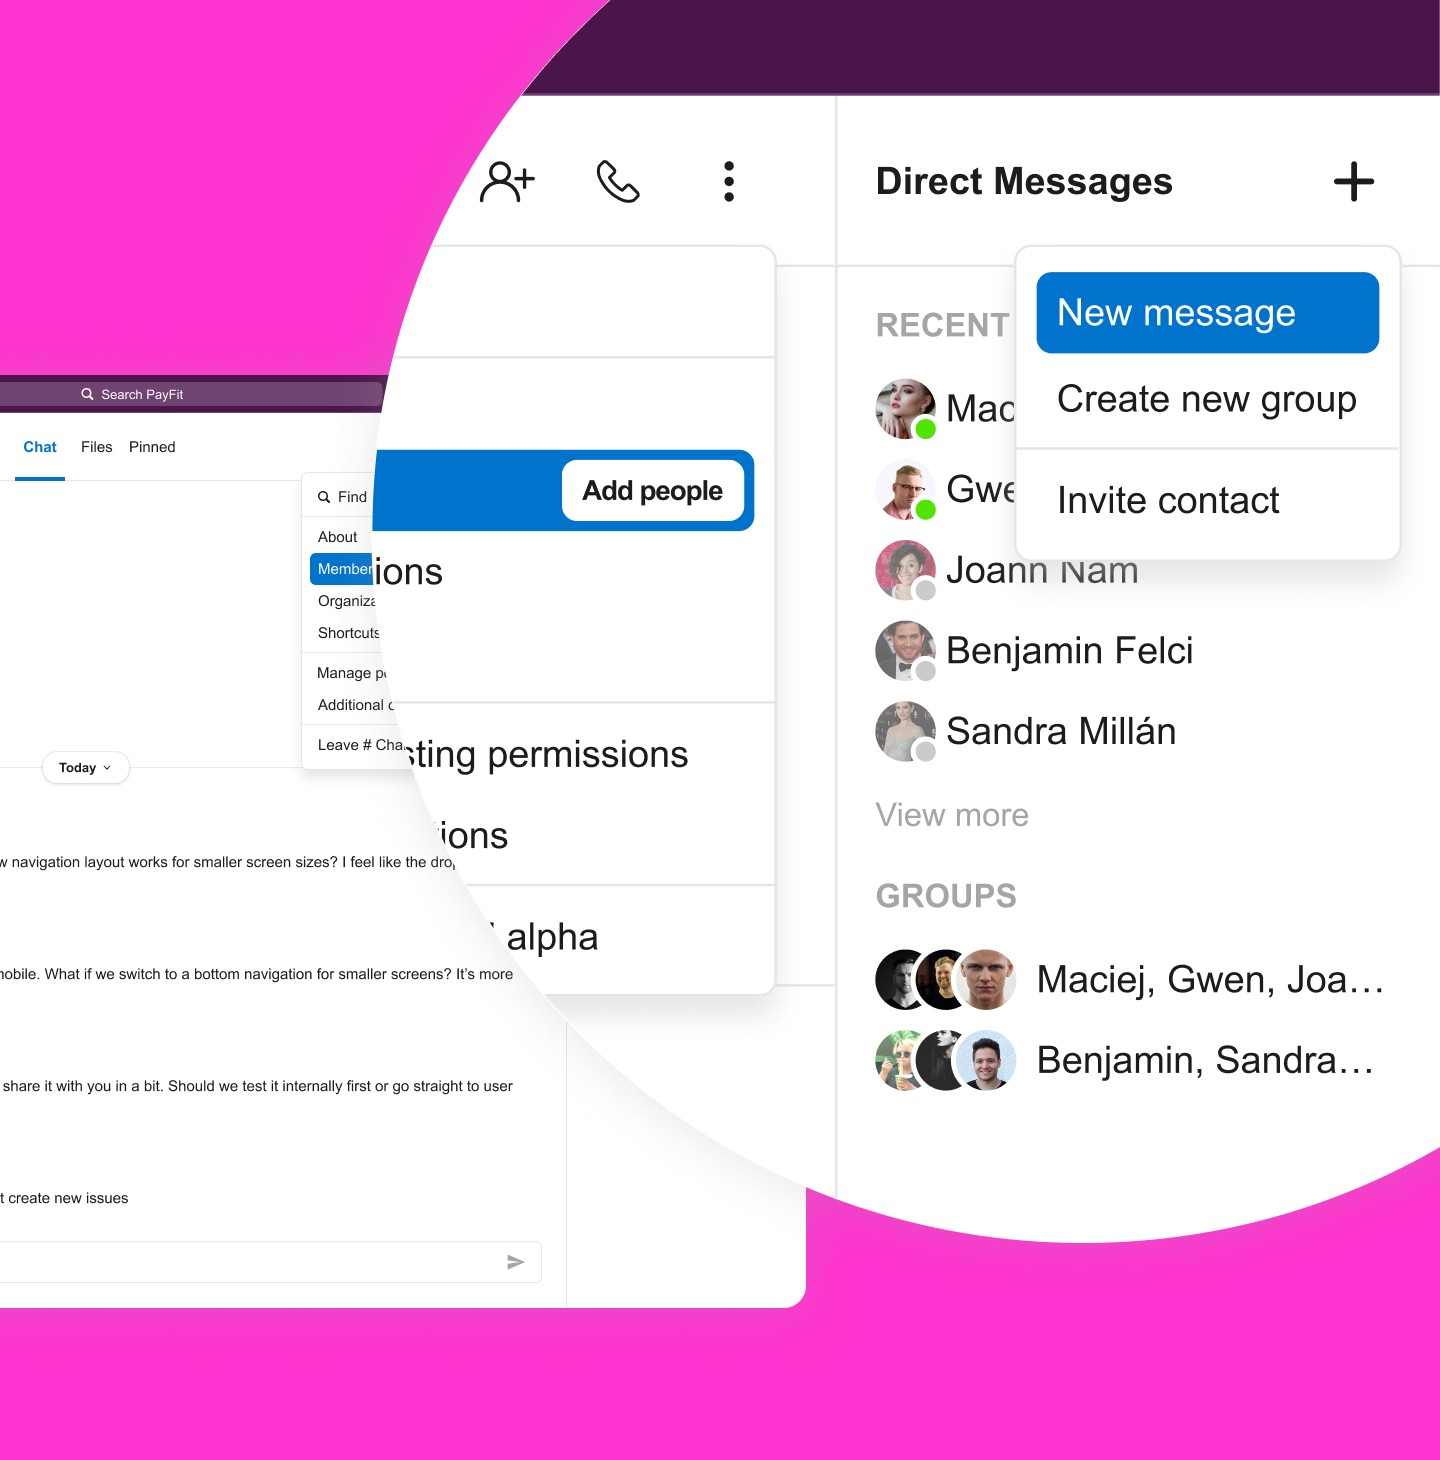 Direct Messages
New message
Create new group
Invite contact
RECENT
Mac
Gwe
Joann Nam
Benjamin Felci
Sandra Millán
View more
GROUPS
Maciej, Gwen, Joa…
Benjamin, Sandra…
Add people
ions
sting permissions
ions
alpha
Search PayFit
Chat Files Pinned
Find
About
Member
Organiza
Shortcuts
Manage p
Additional
Leave # Cha
Today
w navigation layout works for smaller screen sizes? I feel like the drop
mobile. What if we switch to a bottom navigation for smaller screens? It’s more
share it with you in a bit. Should we test it internally first or go straight to user
t create new issues